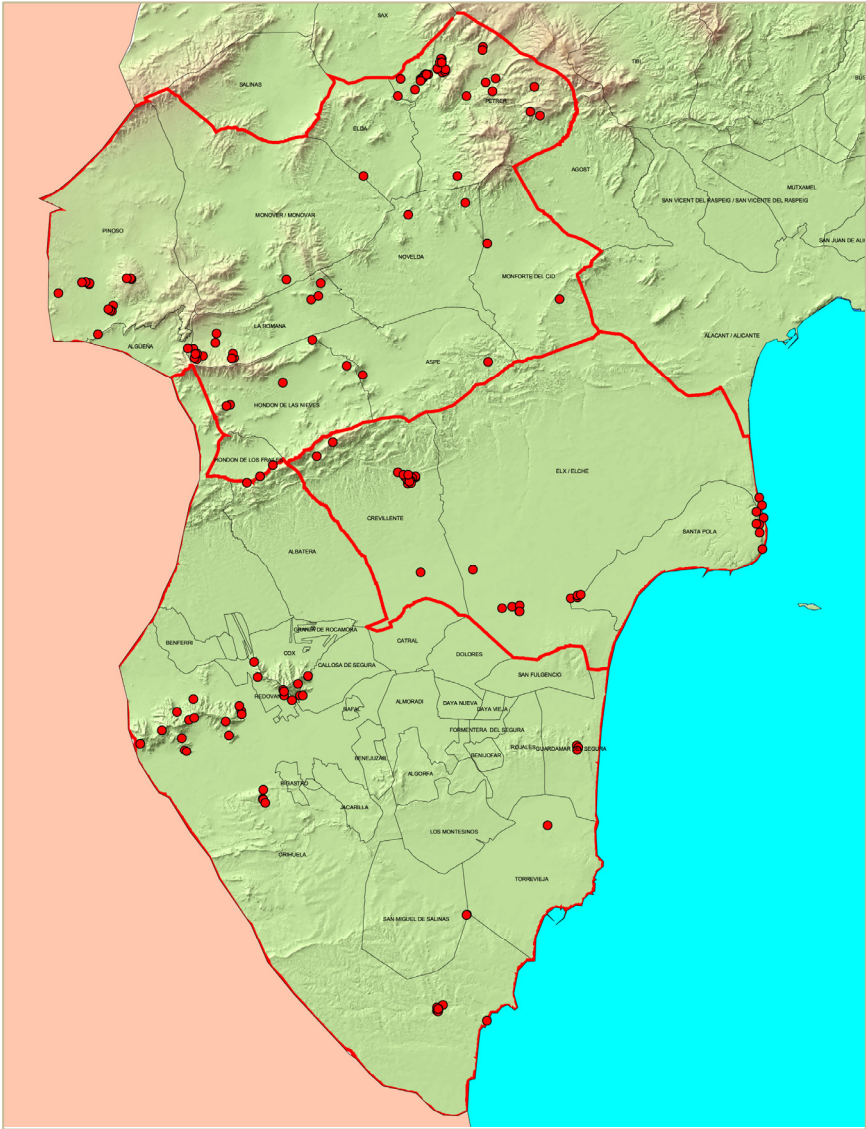 SAX
TIBI
SALINAS
PETRER
ELDA
AGOST
MUTXAMEL
SAN VICENT DEL RASPEIG / SAN VICENTE DEL RASPEIG
MONOVER / MONOVAR
PINOSO
SAN JUAN DE ALI
NOVELDA
MONFORTE DEL CID
LA ROMANA
ALACANT / ALICANTE
ALGÜEÑA
ASPE
HONDON DE LAS NIEVES
HONDON DE LOS FRAILES
ELX / ELCHE
CREVILLENTE
SANTA POLA
ALBATERA
GRANJA DE ROCAMORA
BENFERRI
CATRAL
COX
DOLORES
CALLOSA DE SEGURA
SAN FULGENCIO
REDOVAN
ALMORADI
DAYA NUEVA
DAYA VIEJA
RAFAL
FORMENTERA DEL SEGURA
ROJALES
GUARDAMAR DEL SEGURA
BENEJUZAR
BENIJOFAR
ALGORFA
BIGASTRO
JACARILLA
LOS MONTESINOS
ORIHUELA
TORREVIEJA
SAN MIGUEL DE SALINAS